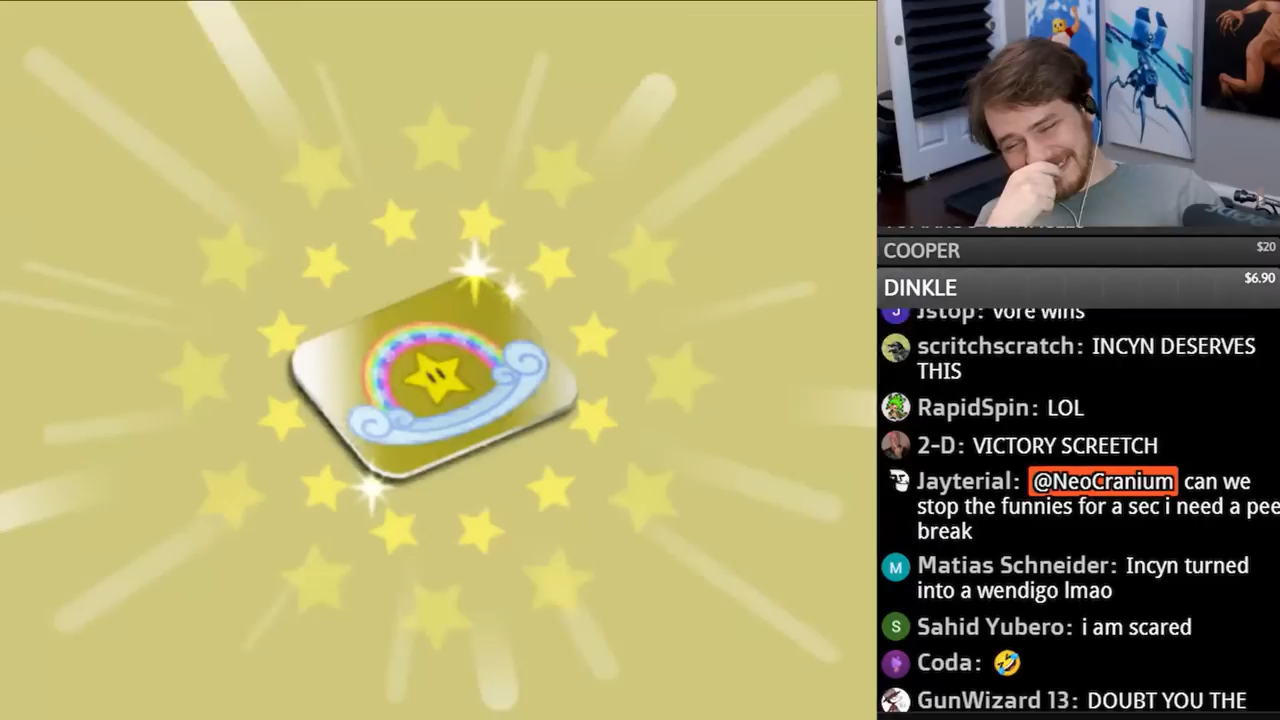 COOPER $20
DINKLE $6.90
J Jstop: vore wins
scritchscratch: INCYN DESERVES
THIS
RapidSpin: LOL
2-D: VICTORY SCREETCH
Jayterial: @NeoCranium can we
stop the funnies for a sec i need a pee
break
M Matias Schneider: Incyn turned
into a wendigo lmao
S Sahid Yubero: i am scared
Coda: 🤣
GunWizard 13: DOUBT YOU THE